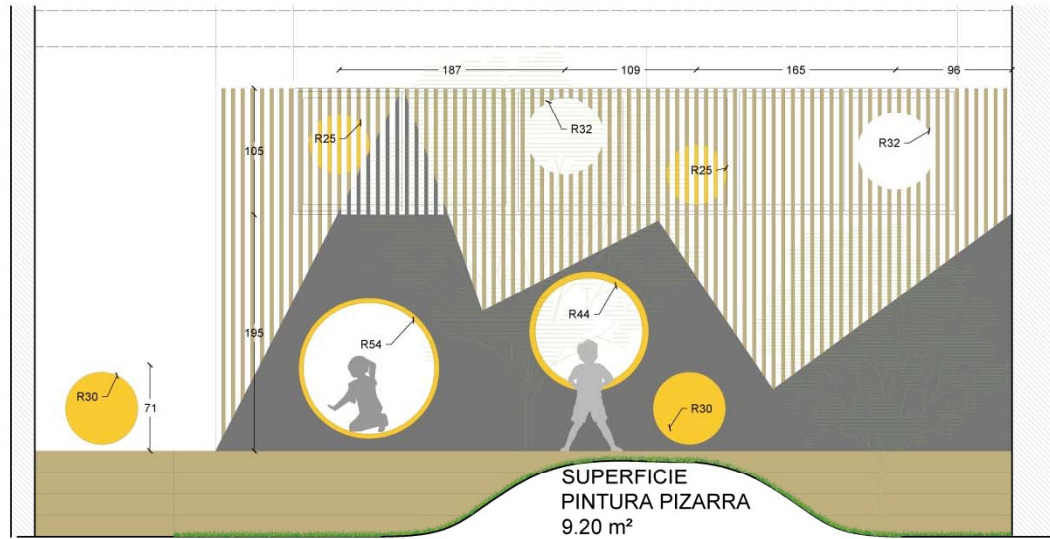 187
109
165
96
R25
R32
R25
R32
105
195
R54
R44
R30
71
R30
SUPERFICIE
PINTURA PIZARRA
9.20 m²